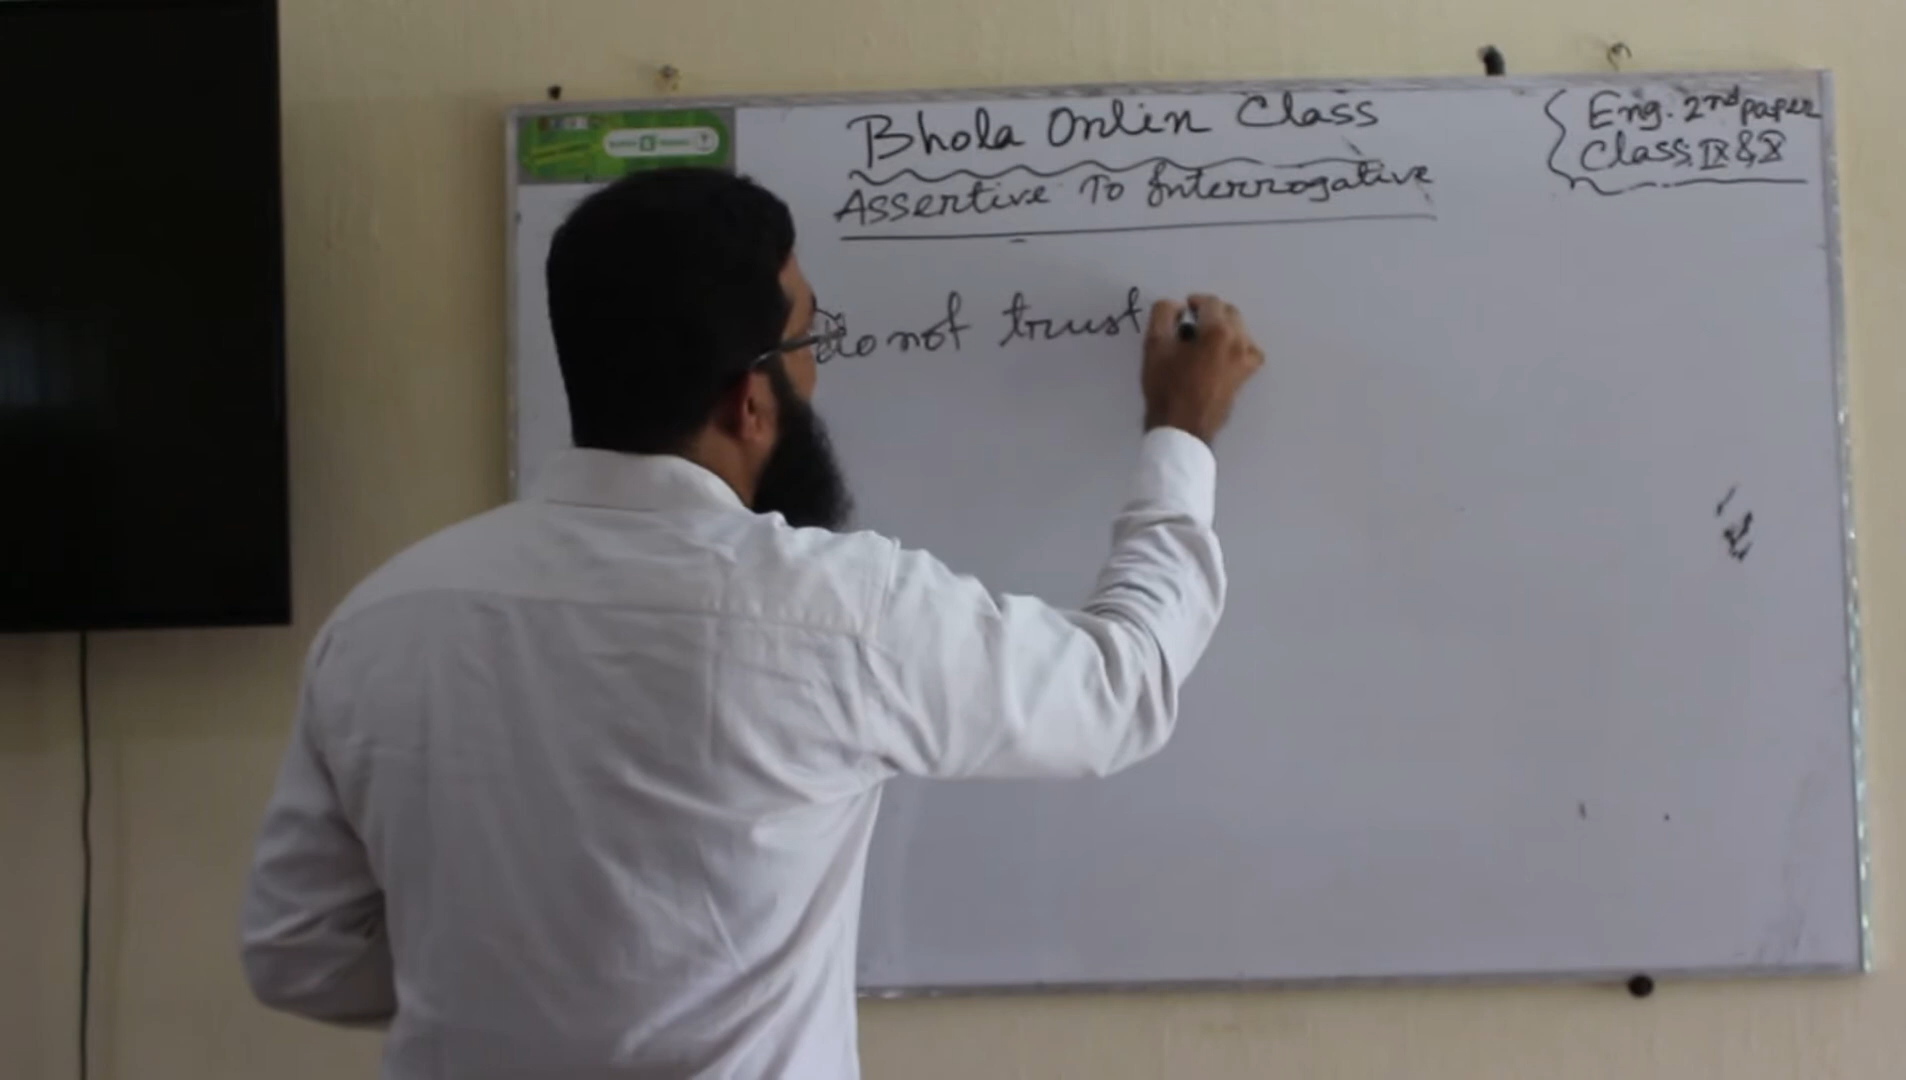 Bhola Onlin Class
Assertive To Interrogative
Eng. 2nd paper
Class IX & X
do not trust